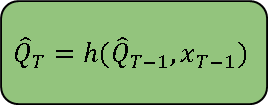 Q̂_T = h(Q̂_{T−1}, x_{T−1})